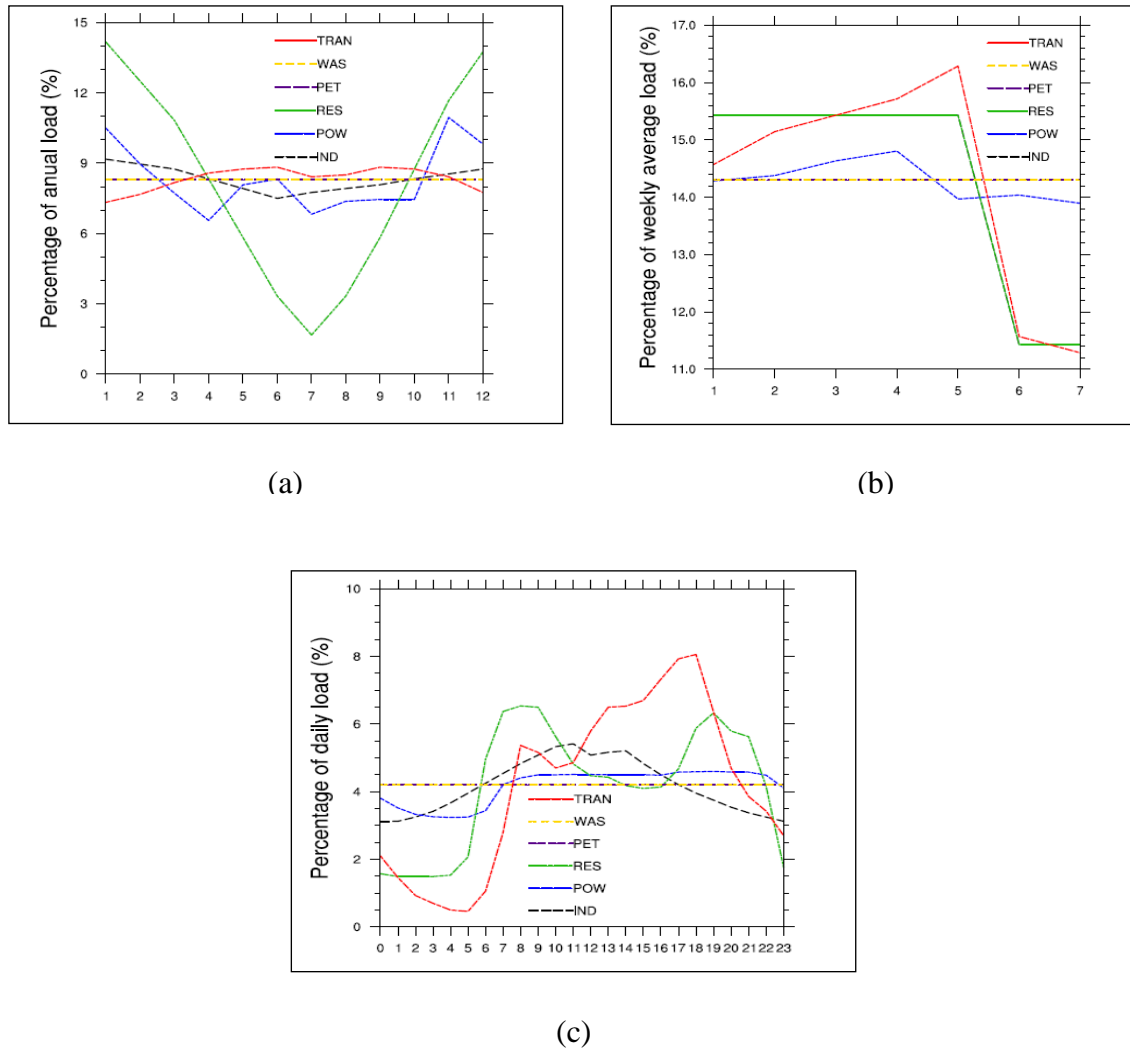 Percentage of anual load (%)
15
12
9
6
3
0
TRAN
WAS
PET
RES
POW
IND
1 2 3 4 5 6 7 8 9 10 11 12
(a)
Percentage of weekly average load (%)
17.0
16.0
15.0
14.0
13.0
12.0
11.0
TRAN
WAS
PET
RES
POW
IND
1 2 3 4 5 6 7
(b)
Percentage of daily load (%)
10
8
6
4
2
0
TRAN
WAS
PET
RES
POW
IND
0 1 2 3 4 5 6 7 8 9 10 11 12 13 14 15 16 17 18 19 20 21 22 23
(c)